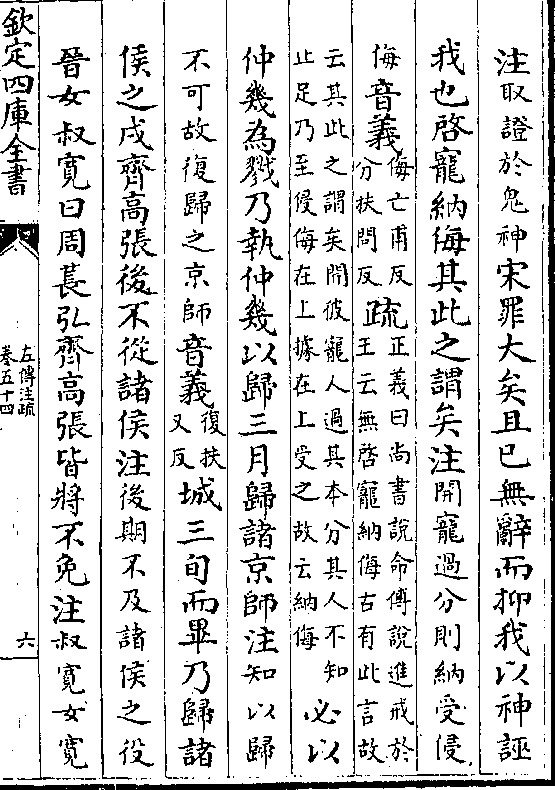 注取證於鬼神宋罪大矣且已無辭而抑我以神誣
我也啓寵納侮其此之謂矣注開寵過分則納受侵
侮音義侮亡甫反
分扶問反疏正義曰尚書說命傅說進戒於
王云無啓寵納侮古有此言故
云其此之謂矣開彼寵人過其本分其人不知
止足乃至侵侮在上據在上受之故云納侮必以
仲幾為戮乃執仲幾以歸三月歸諸京師注知以歸
不可故復歸之京師音義復扶
又反城三旬而畢乃歸諸
侯之戍齊高張後不從諸侯注後期不及諸侯之役
晉女叔寛曰周萇弘齊高張皆將不免注叔寛女寛
欽定四庫全書
左傳注疏
卷五十四
六